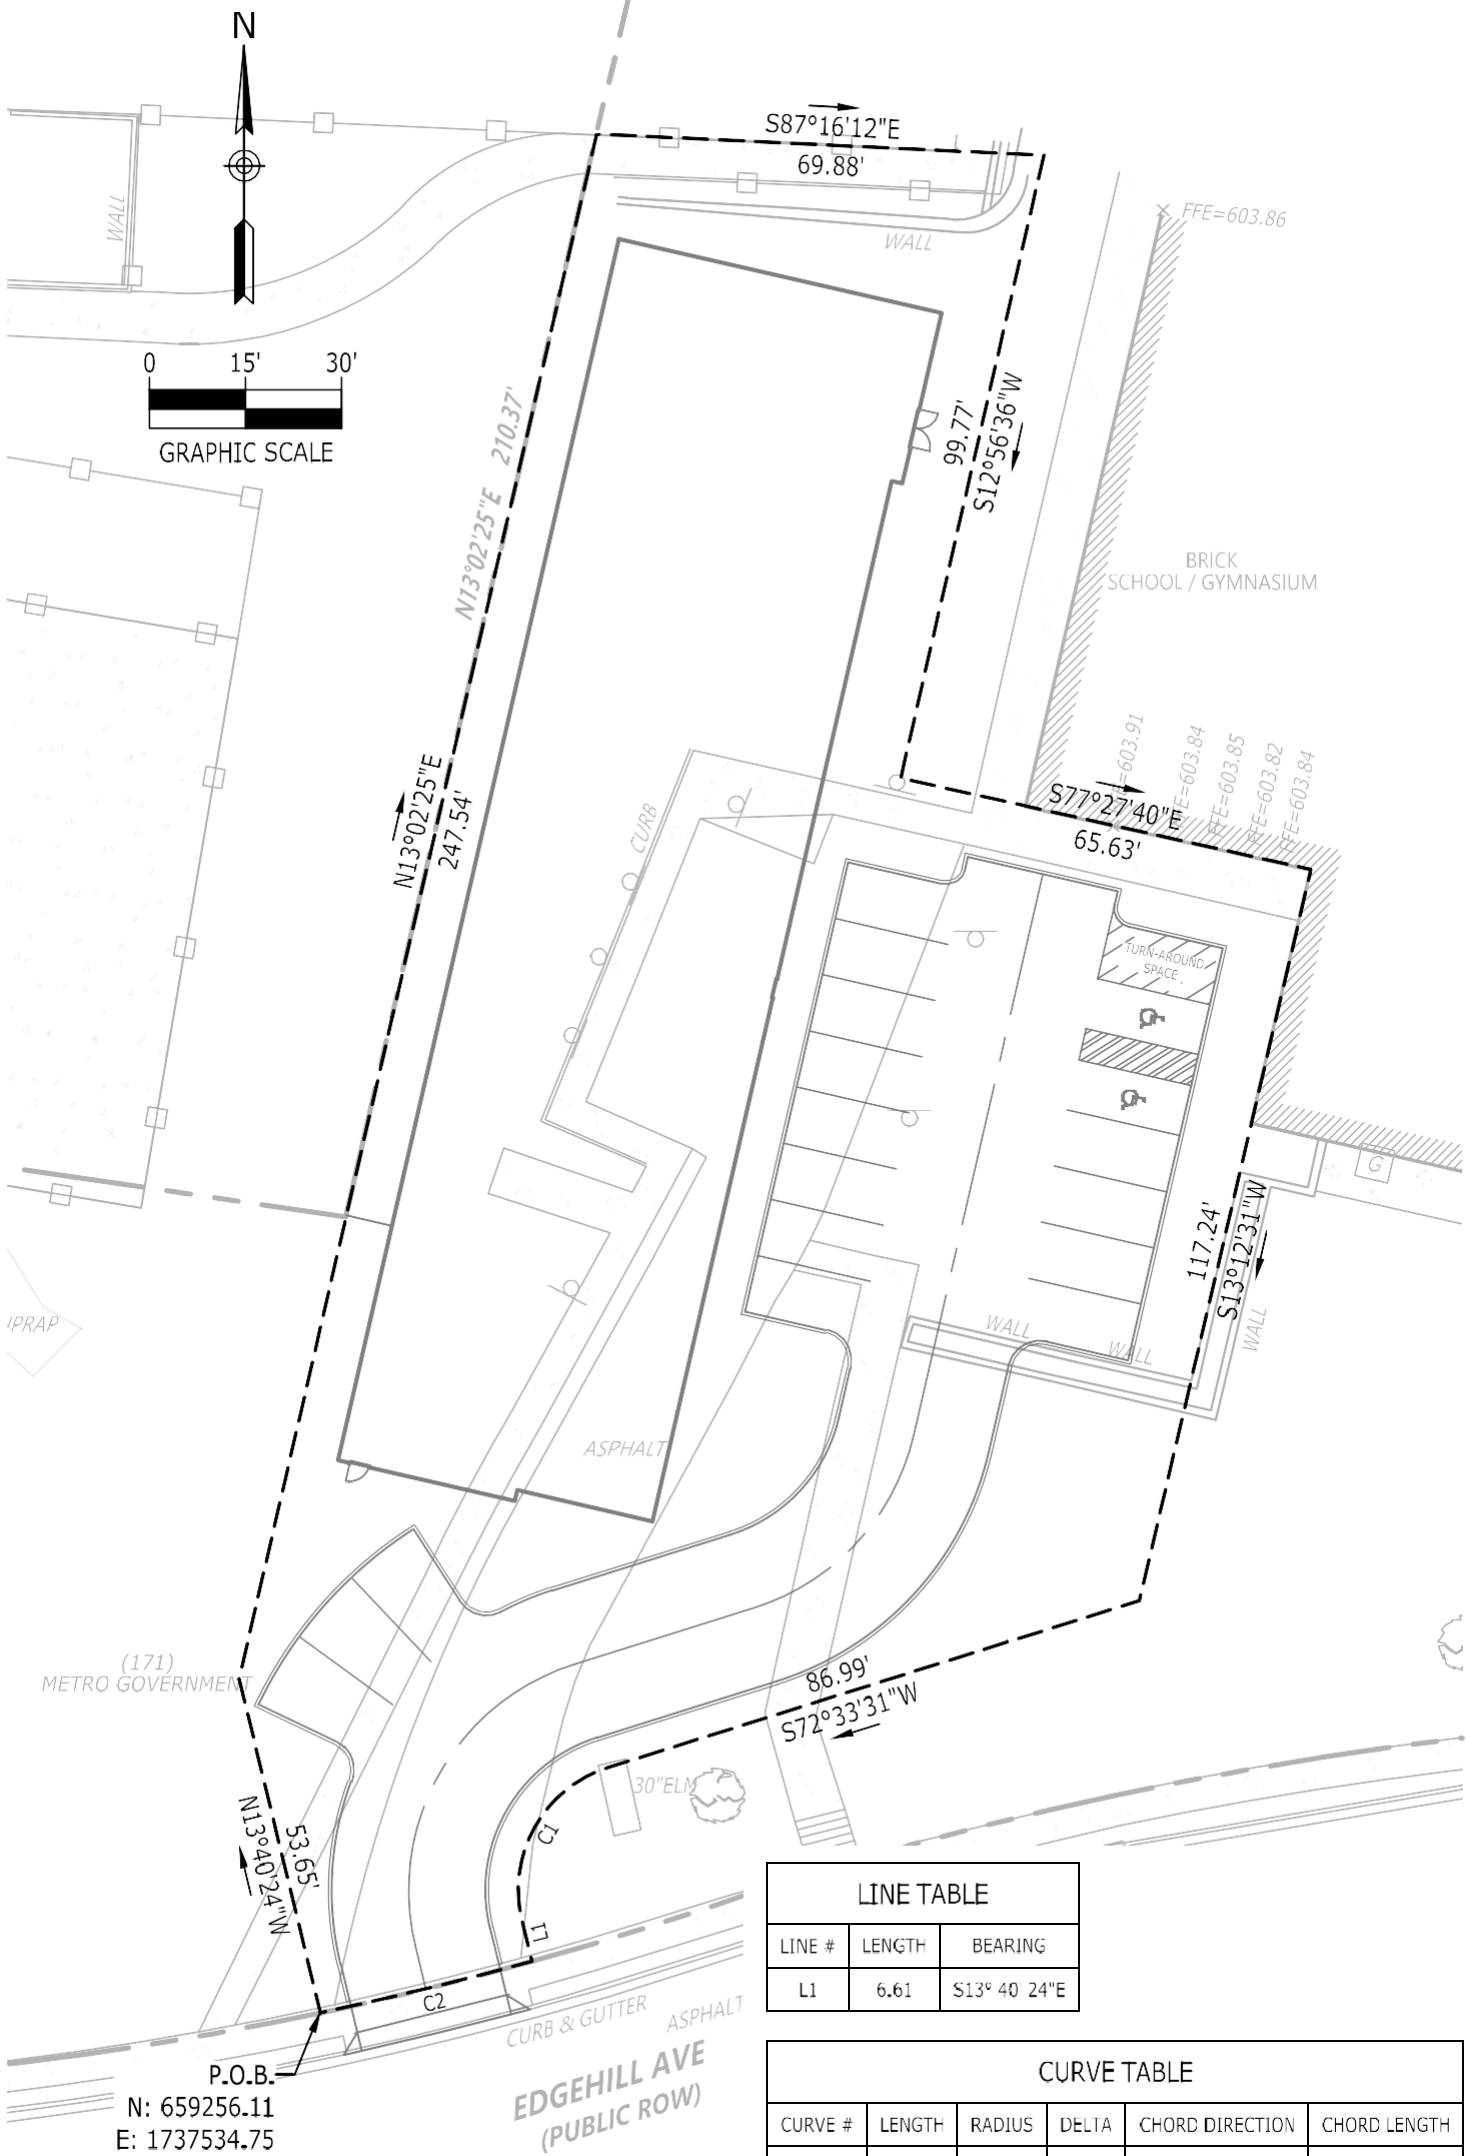 N
S87°16'12"E
69.88'
WALL
FFE=603.86
WALL
0 15' 30'
GRAPHIC SCALE
N13°02'25"E 210.37'
99.77'
S12°56'36"W
BRICK
SCHOOL / GYMNASIUM
=603.91
FE=603.84
FFE=603.85
FFE=603.82
FFE=603.84
S77°27'40"E
65.63'
N13°02'25"E
247.54'
CURB
TURN-AROUND
SPACE
G
117.24'
S13°12'31"W
WALL
WALL
WALL
IPRAP
ASPHALT
(171)
METRO GOVERNMENT
86.99'
S72°33'31"W
30"ELM
C1
53.65'
N13°40'24"W
L1
C2
CURB & GUTTER
ASPHALT
EDGEHILL AVE
(PUBLIC ROW)
P.O.B.
N: 659256.11
E: 1737534.75
LINE TABLE
LINE # LENGTH BEARING
L1 6.61 S13° 40' 24"E
CURVE TABLE
CURVE # LENGTH RADIUS DELTA CHORD DIRECTION CHORD LENGTH